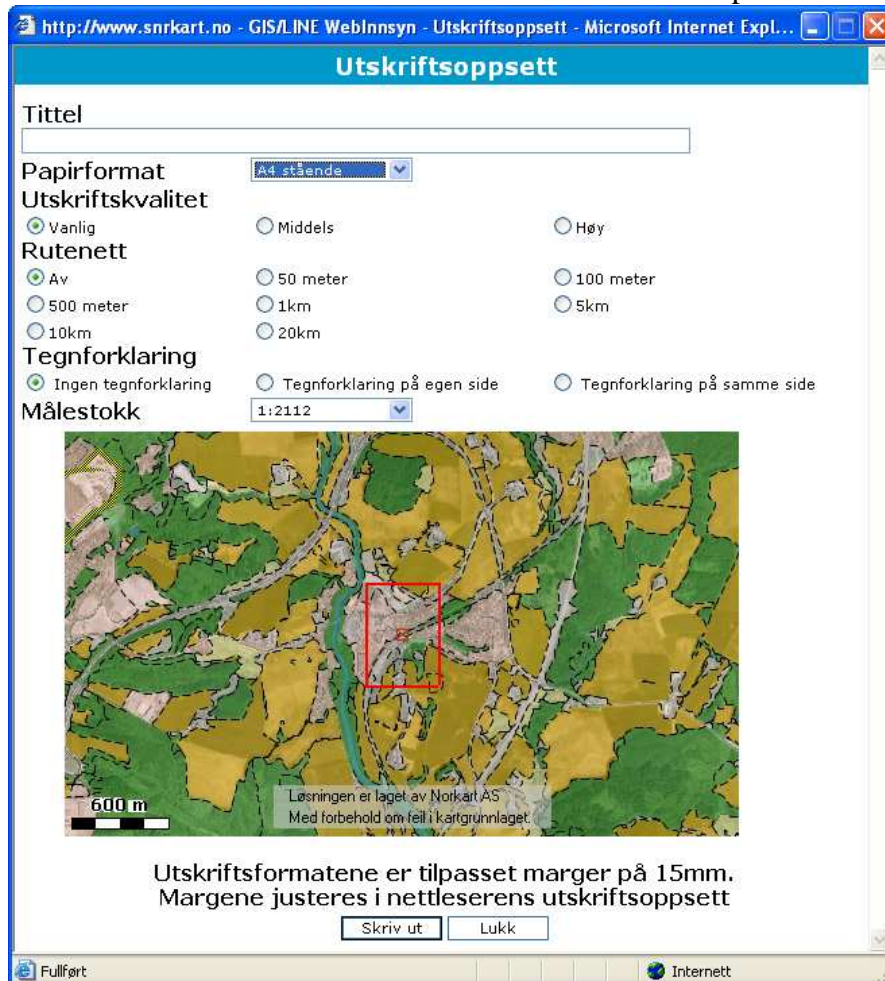 http://www.snrkart.no - GIS/LINE WebInnsyn - Utskriftsoppsett - Microsoft Internet Expl...
Utskriftsoppsett
Tittel
Papirformat A4 stående
Utskriftskvalitet
Vanlig Middels Høy
Rutenett
Av 50 meter 100 meter
500 meter 1km 5km
10km 20km
Tegnforklaring
Ingen tegnforklaring Tegnforklaring på egen side Tegnforklaring på samme side
Målestokk 1:2112
600 m
Løsningen er laget av Norkart AS
Med forbehold om feil i kartgrunnlaget.
Utskriftsformatene er tilpasset marger på 15mm.
Margene justeres i nettleserens utskriftsoppsett
Skriv ut Lukk
Fullført Internett